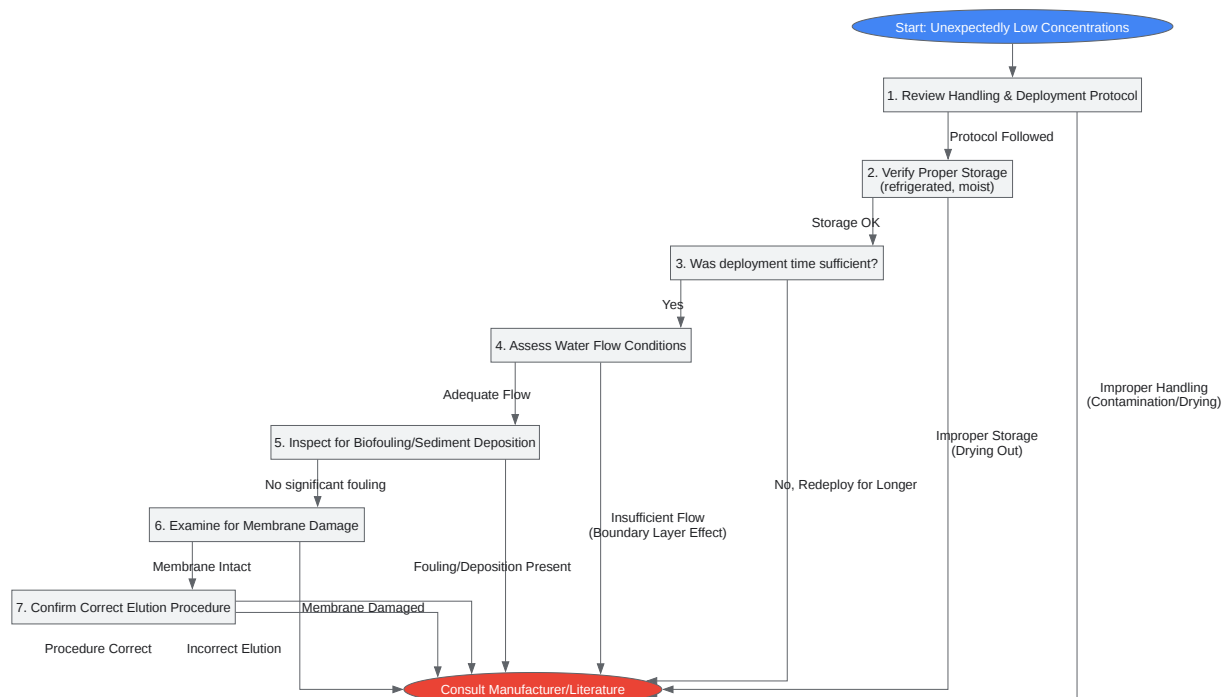 Start: Unexpectedly Low Concentrations
1. Review Handling & Deployment Protocol
Protocol Followed
2. Verify Proper Storage
(refrigerated, moist)
Storage OK
3. Was deployment time sufficient?
Yes
4. Assess Water Flow Conditions
Adequate Flow
Improper Handling
(Contamination/Drying)
5. Inspect for Biofouling/Sediment Deposition
Improper Storage
(Drying Out)
No significant fouling
No, Redeploy for Longer
6. Examine for Membrane Damage
Insufficient Flow
(Boundary Layer Effect)
Membrane Intact
Fouling/Deposition Present
7. Confirm Correct Elution Procedure
Membrane Damaged
Procedure Correct
Incorrect Elution
Consult Manufacturer/Literature